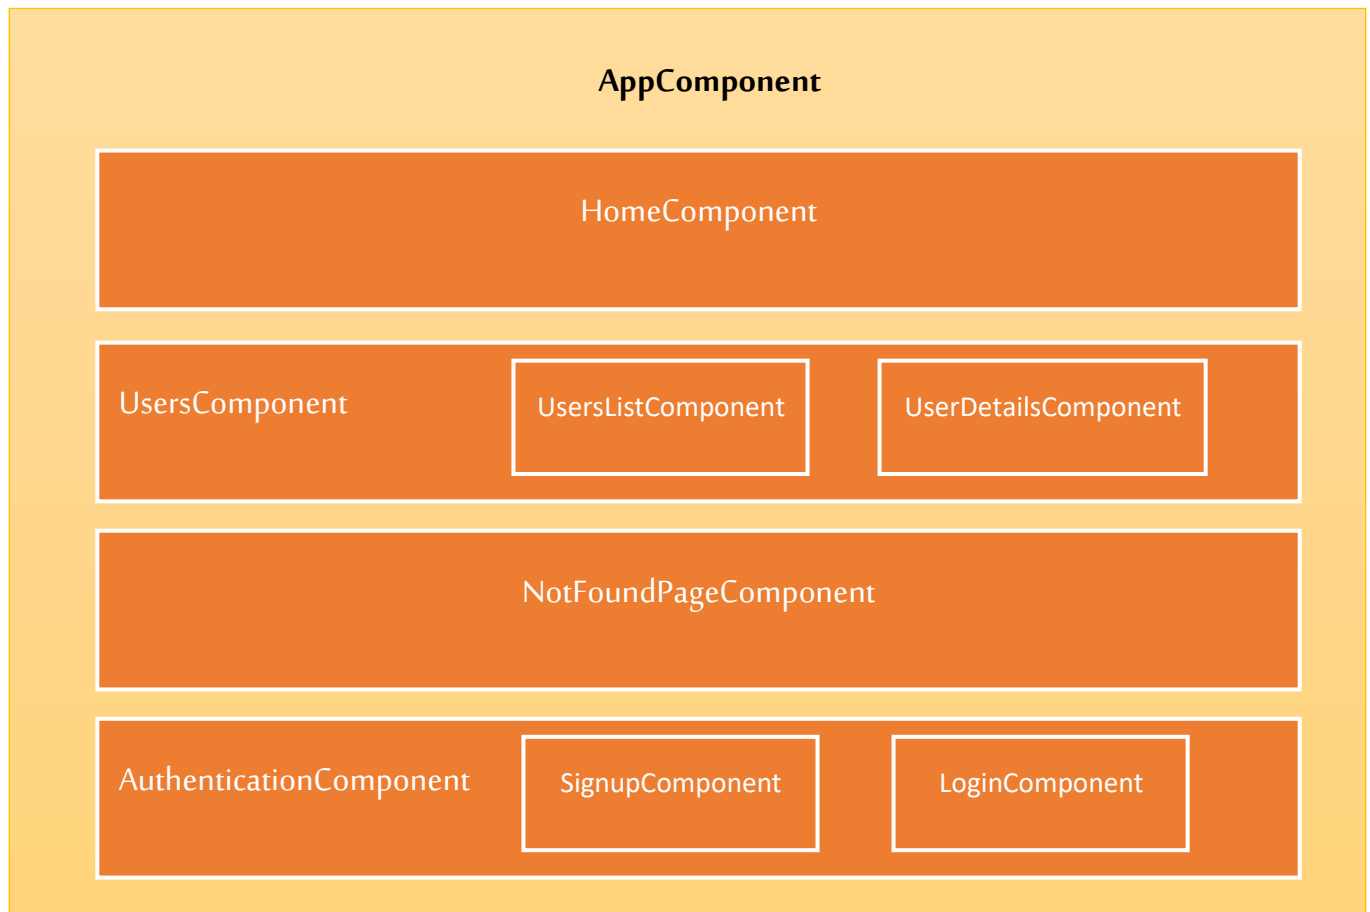 AppComponent
HomeComponent
UsersComponent
UsersListComponent
UserDetailsComponent
NotFoundPageComponent
AuthenticationComponent
SignupComponent
LoginComponent